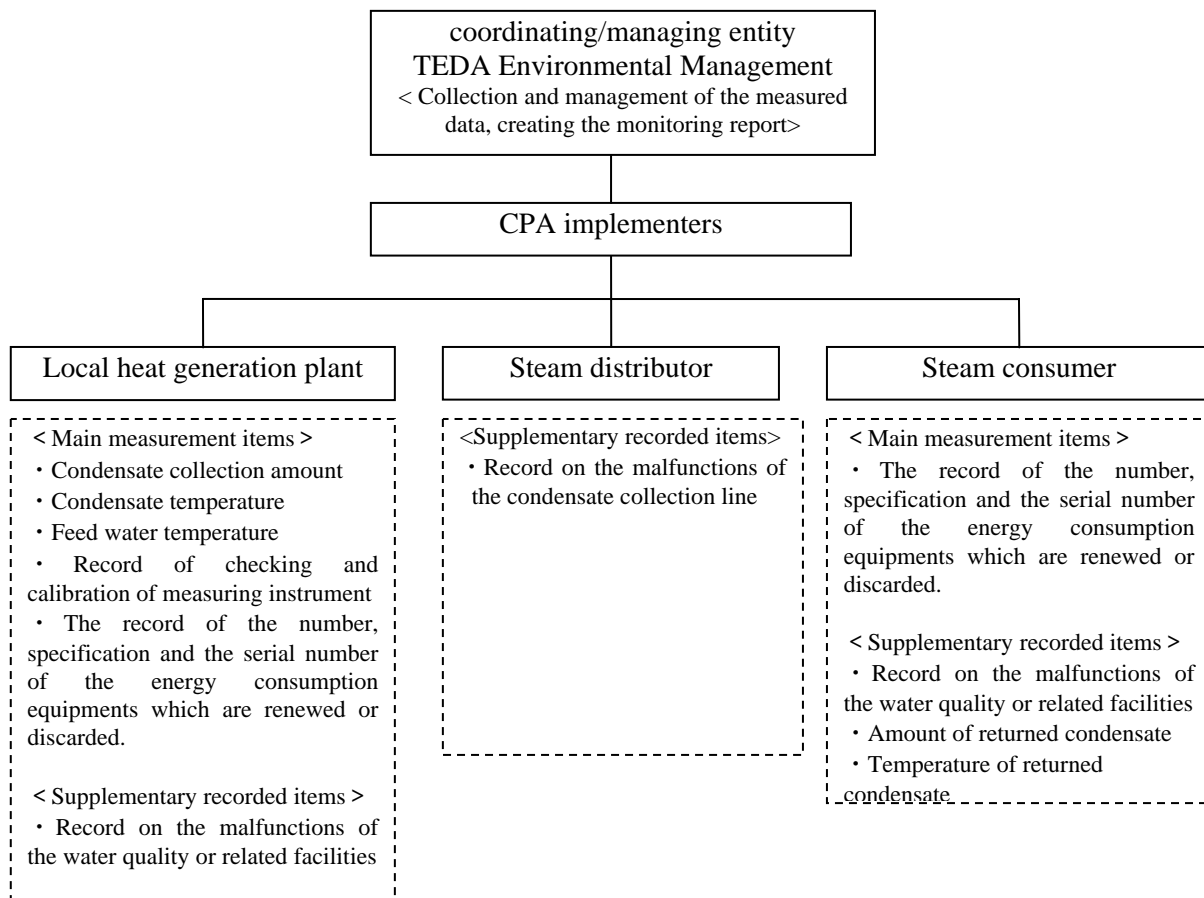 coordinating/managing entity
TEDA Environmental Management
< Collection and management of the measured
data, creating the monitoring report>
CPA implementers
Local heat generation plant
Steam distributor
Steam consumer
＜Main measurement items＞
・Condensate collection amount
・Condensate temperature
・Feed water temperature
・ Record of checking and
calibration of measuring instrument
・ The record of the number,
specification and the serial number
of the energy consumption
equipments which are renewed or
discarded.
＜Supplementary recorded items＞
・Record on the malfunctions of
the water quality or related facilities
<Supplementary recorded items>
・Record on the malfunctions of
the condensate collection line
＜Main measurement items＞
・ The record of the number,
specification and the serial number
of the energy consumption
equipments which are renewed or
discarded.
＜Supplementary recorded items＞
・Record on the malfunctions of
the water quality or related facilities
・Amount of returned condensate
・Temperature of returned
condensate